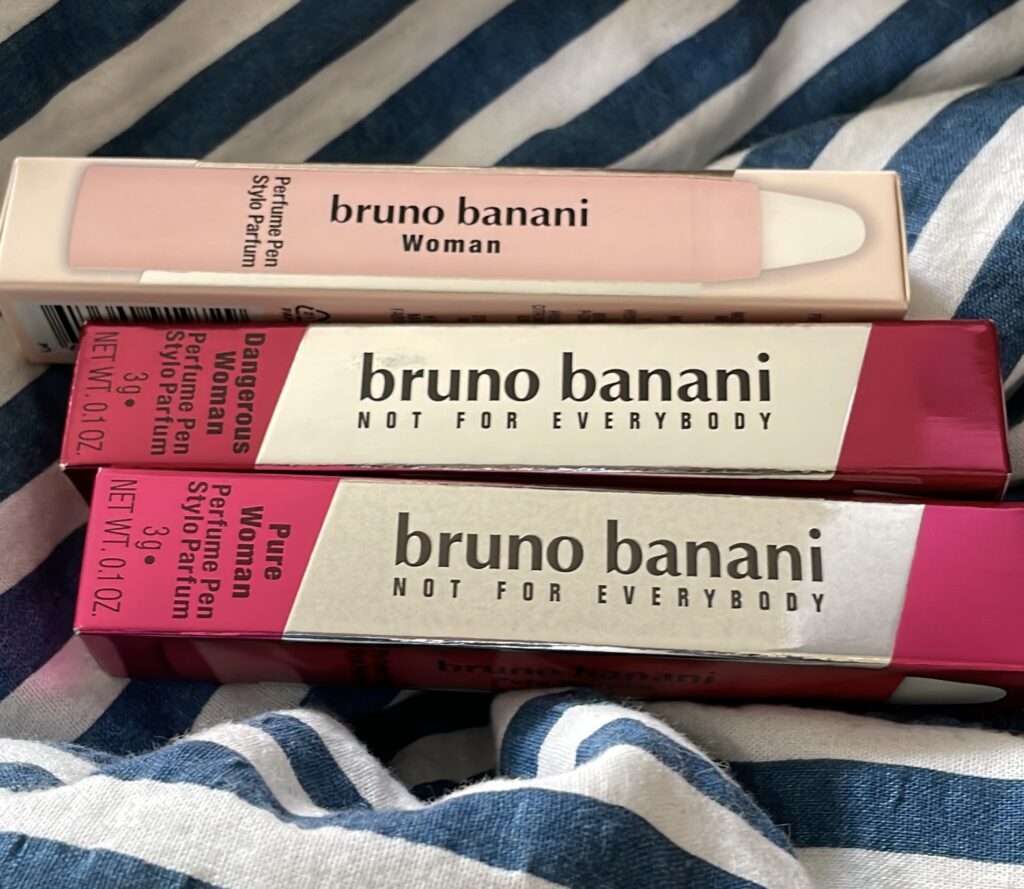 Perfume Pen
Stylo Parfum
bruno banani
Woman
Dangerous
Woman
Perfume Pen
Stylo Parfum
3g•
NET WT. 0.1 OZ.
bruno banani
NOT FOR EVERYBODY
Pure
Woman
Perfume Pen
Stylo Parfum
3g•
NET WT. 0.1 OZ.
bruno banani
NOT FOR EVERYBODY
bruno banani